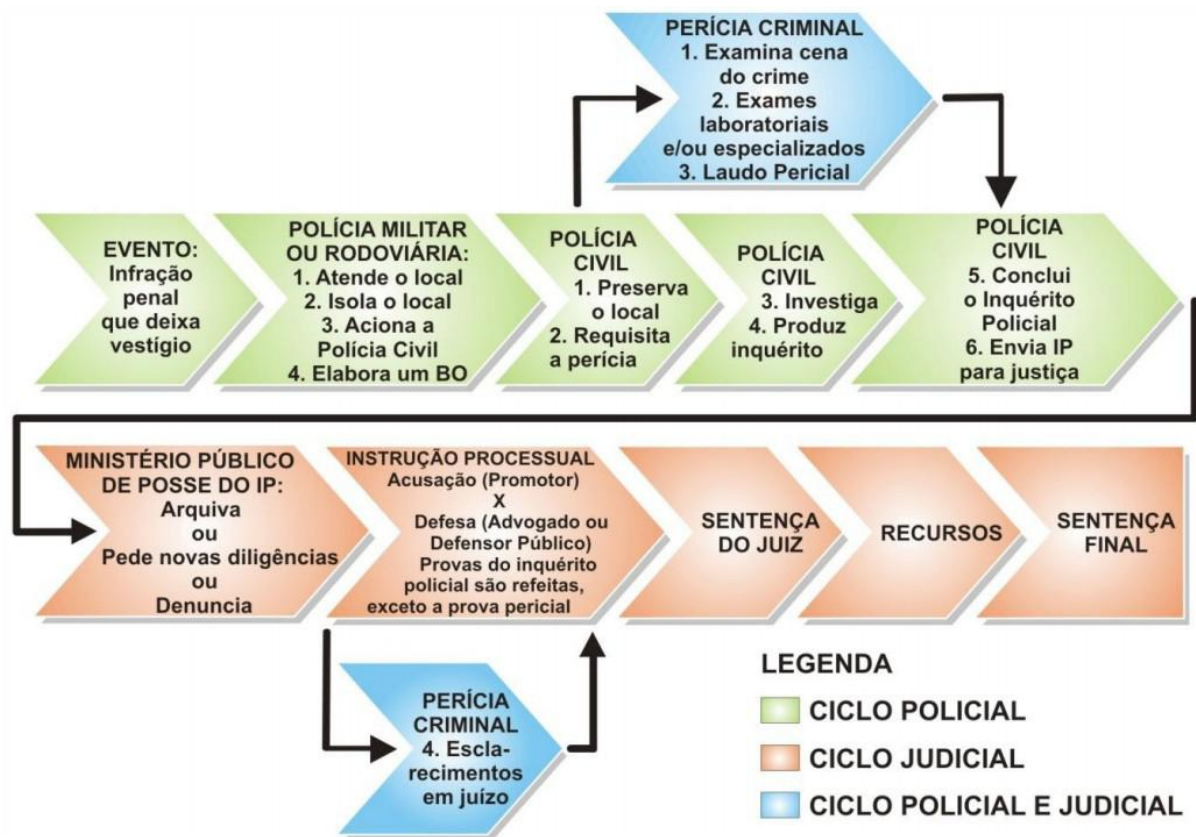 PERÍCIA CRIMINAL
1. Examina cena
do crime
2. Exames
laboratoriais
e/ou especializados
3. Laudo Pericial
EVENTO:
Infração
penal
que deixa
vestígio
POLÍCIA MILITAR
OU RODOVIÁRIA:
1. Atende o local
2. Isola o local
3. Aciona a
Polícia Civil
4. Elabora um BO
POLÍCIA
CIVIL
1. Preserva
o local
2. Requisita
a perícia
POLÍCIA
CIVIL
3. Investiga
4. Produz
inquérito
POLÍCIA
CIVIL
5. Conclui
o Inquérito
Policial
6. Envia IP
para justiça
MINISTÉRIO PÚBLICO
DE POSSE DO IP:
Arquiva
ou
Pede novas diligências
ou
Denuncia
INSTRUÇÃO PROCESSUAL
Acusação (Promotor)
X
Defesa (Advogado ou
Defensor Público)
Provas do inquérito
policial são refeitas,
exceto a prova pericial
SENTENÇA
DO JUIZ
RECURSOS
SENTENÇA
FINAL
PERÍCIA
CRIMINAL
4. Escla-
recimentos
em juízo
LEGENDA
CICLO POLICIAL
CICLO JUDICIAL
CICLO POLICIAL E JUDICIAL